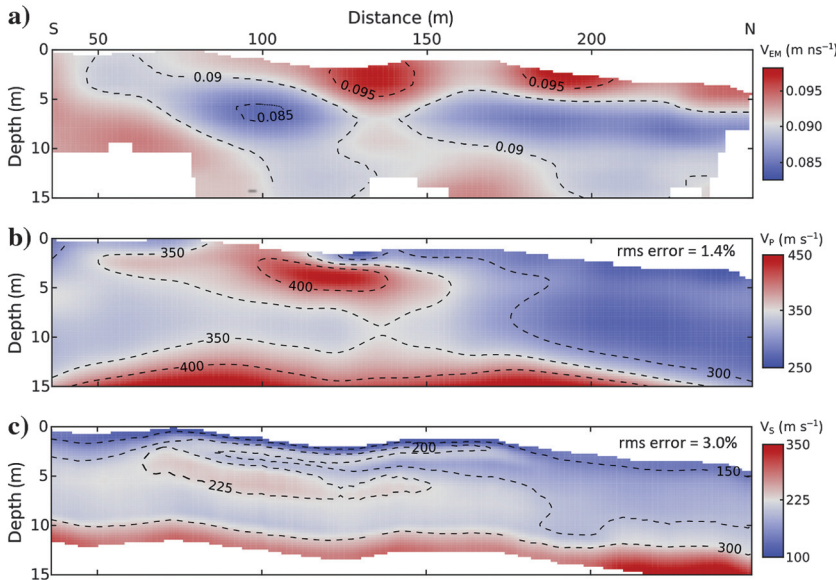 Distance (m)
a) S 50 100 150 200 N
V_EM (m ns⁻¹)
0
0.09 0.095 0.095
0.095
5
0.085
0.090
Depth (m)
10
0.09
0.085
15
b)
V_P (m s⁻¹)
0
350
rms error = 1.4%
450
400
5
Depth (m)
350
10
350
400
300
250
15
c)
V_S (m s⁻¹)
0
200
rms error = 3.0%
350
150
5
225
225
Depth (m)
10
300
100
15